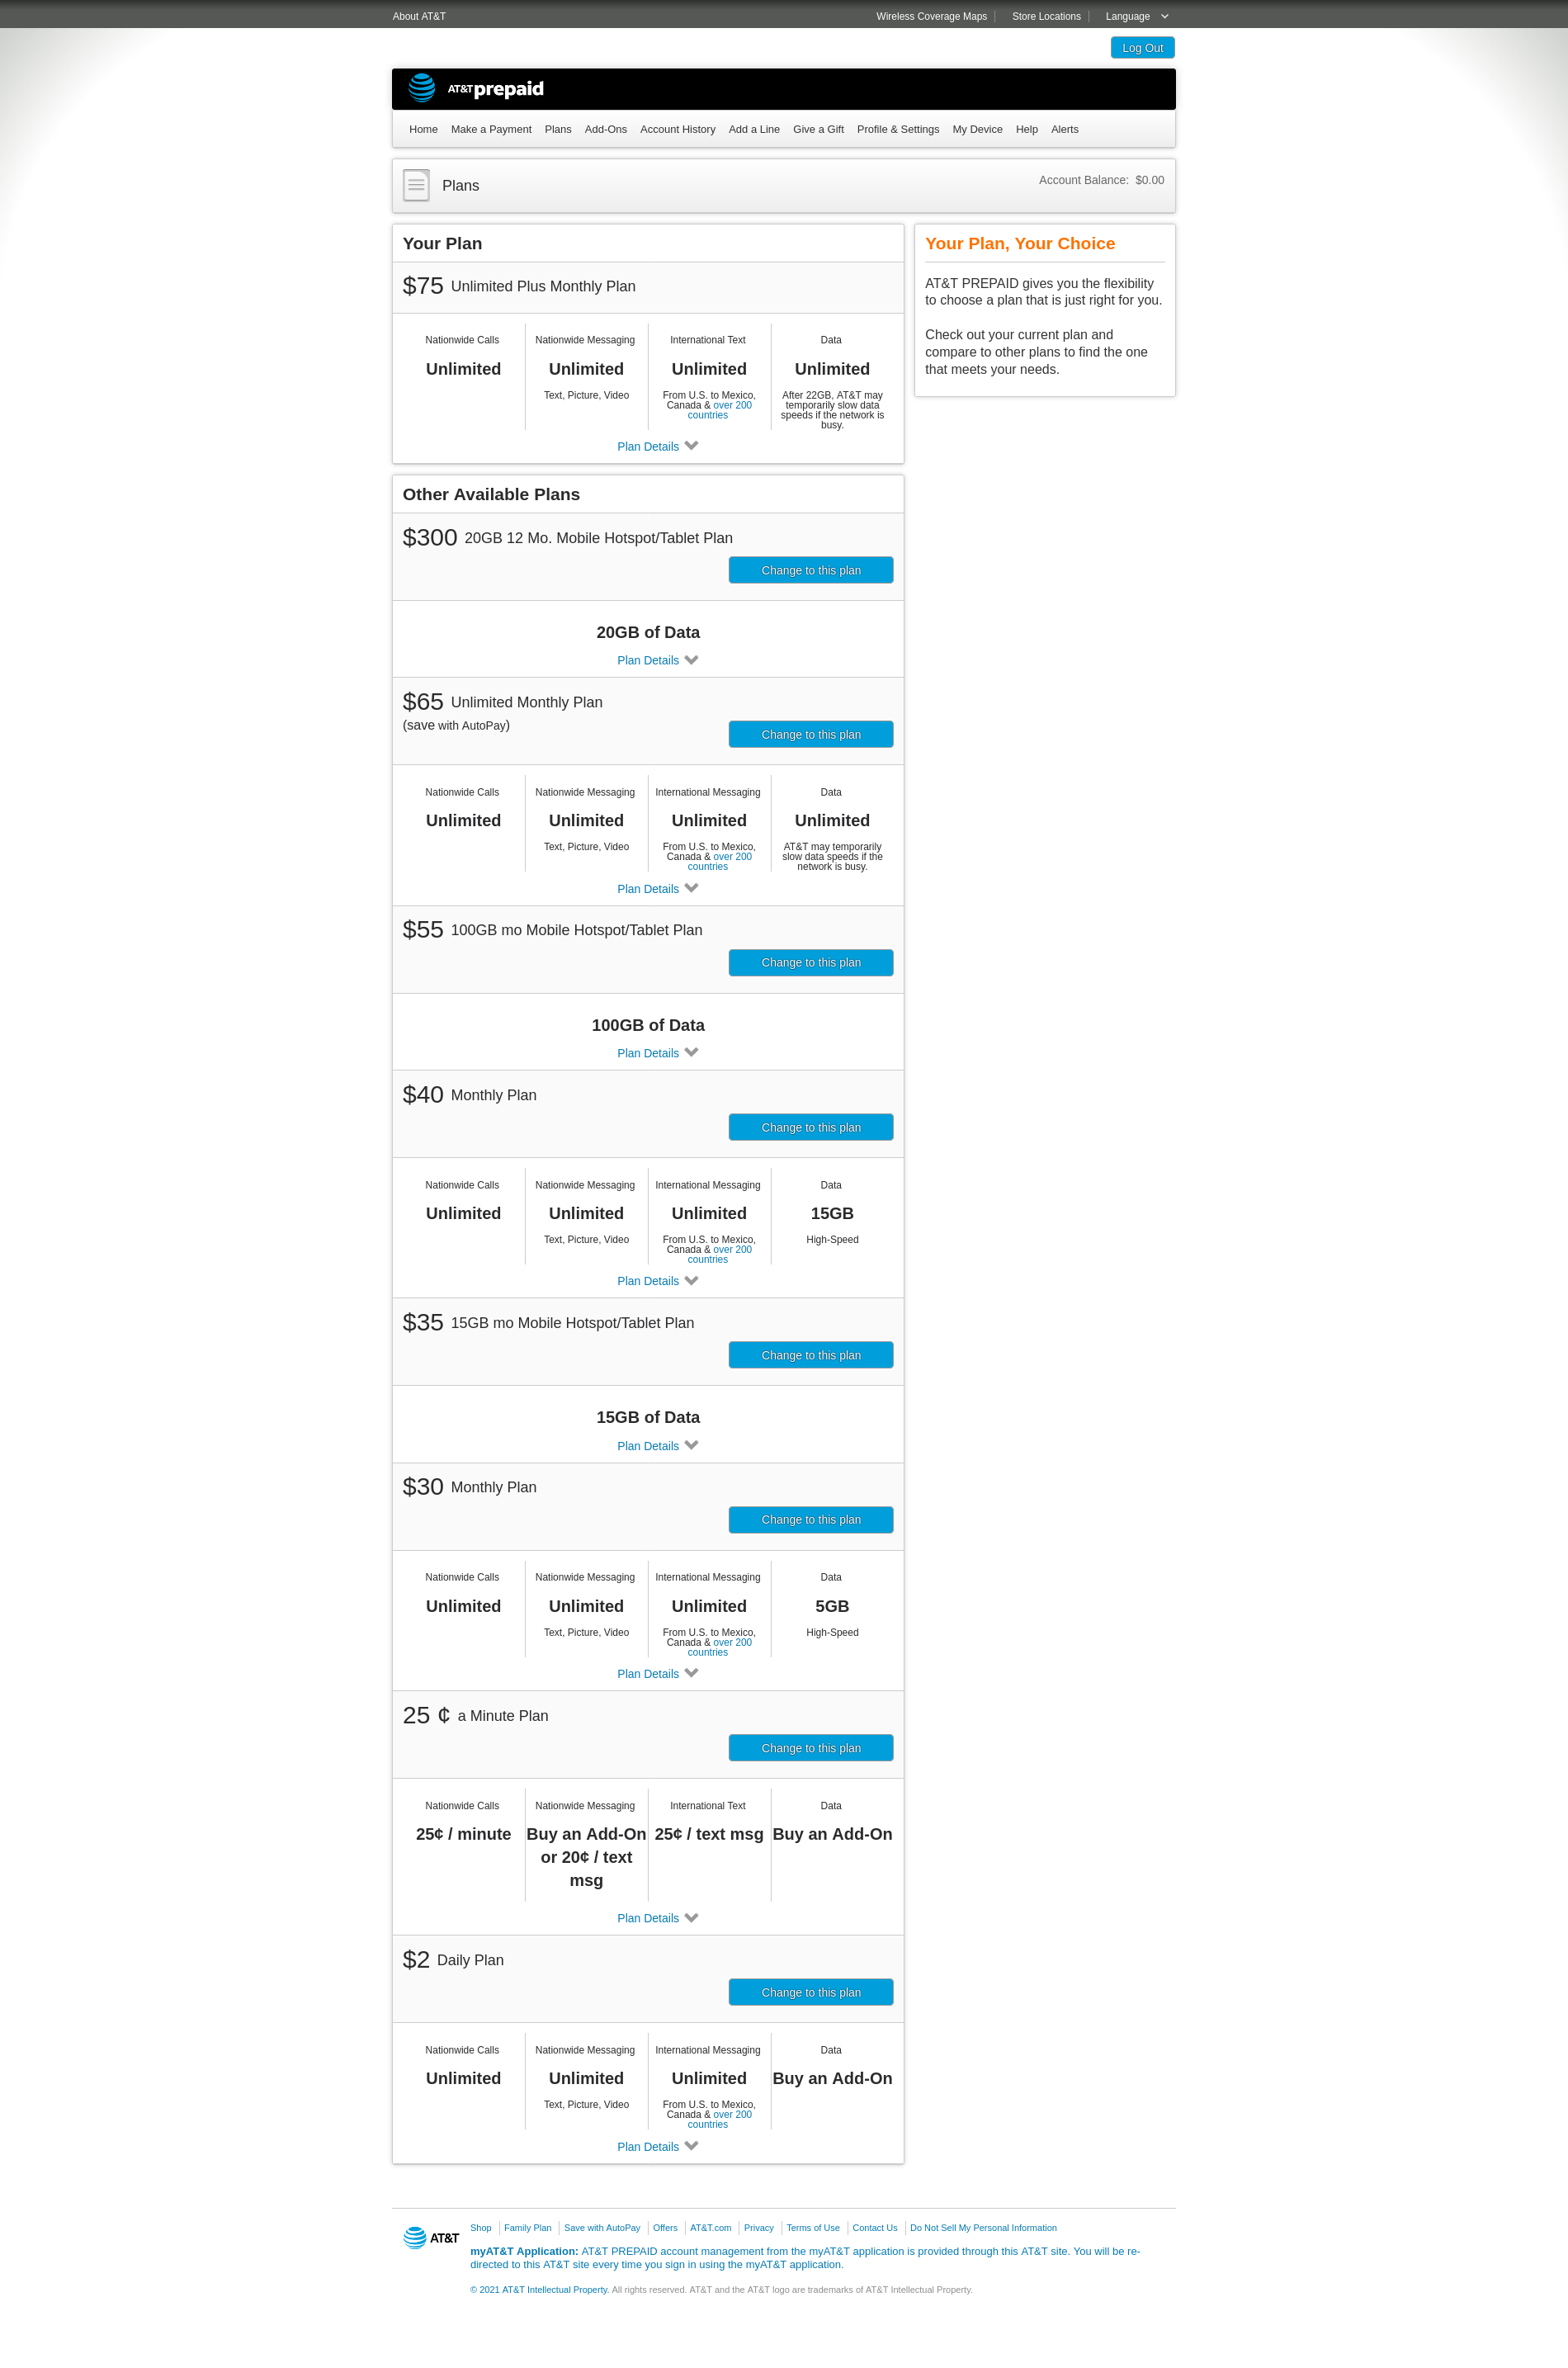 About AT&T
Wireless Coverage Maps
Store Locations
Language
Log Out
AT&T prepaid
Home Make a Payment Plans Add-Ons Account History Add a Line Give a Gift Profile & Settings My Device Help Alerts
Plans
Account Balance: $0.00
Your Plan
$75 Unlimited Plus Monthly Plan
Nationwide Calls
Unlimited
Nationwide Messaging
Unlimited
Text, Picture, Video
International Text
Unlimited
From U.S. to Mexico,
Canada & over 200
countries
Data
Unlimited
After 22GB, AT&T may
temporarily slow data
speeds if the network is
busy.
Plan Details
Your Plan, Your Choice
AT&T PREPAID gives you the flexibility
to choose a plan that is just right for you.
Check out your current plan and
compare to other plans to find the one
that meets your needs.
Other Available Plans
$300 20GB 12 Mo. Mobile Hotspot/Tablet Plan
Change to this plan
20GB of Data
Plan Details
$65 Unlimited Monthly Plan
(save with AutoPay)
Change to this plan
Nationwide Calls
Unlimited
Nationwide Messaging
Unlimited
Text, Picture, Video
International Messaging
Unlimited
From U.S. to Mexico,
Canada & over 200
countries
Data
Unlimited
AT&T may temporarily
slow data speeds if the
network is busy.
Plan Details
$55 100GB mo Mobile Hotspot/Tablet Plan
Change to this plan
100GB of Data
Plan Details
$40 Monthly Plan
Change to this plan
Nationwide Calls
Unlimited
Nationwide Messaging
Unlimited
Text, Picture, Video
International Messaging
Unlimited
From U.S. to Mexico,
Canada & over 200
countries
Data
15GB
High-Speed
Plan Details
$35 15GB mo Mobile Hotspot/Tablet Plan
Change to this plan
15GB of Data
Plan Details
$30 Monthly Plan
Change to this plan
Nationwide Calls
Unlimited
Nationwide Messaging
Unlimited
Text, Picture, Video
International Messaging
Unlimited
From U.S. to Mexico,
Canada & over 200
countries
Data
5GB
High-Speed
Plan Details
25 ¢ a Minute Plan
Change to this plan
Nationwide Calls
25¢ / minute
Nationwide Messaging
Buy an Add-On
or 20¢ / text
msg
International Text
25¢ / text msg
Data
Buy an Add-On
Plan Details
$2 Daily Plan
Change to this plan
Nationwide Calls
Unlimited
Nationwide Messaging
Unlimited
Text, Picture, Video
International Messaging
Unlimited
From U.S. to Mexico,
Canada & over 200
countries
Data
Buy an Add-On
Plan Details
AT&T
Shop Family Plan Save with AutoPay Offers AT&T.com Privacy Terms of Use Contact Us Do Not Sell My Personal Information
myAT&T Application: AT&T PREPAID account management from the myAT&T application is provided through this AT&T site. You will be re-
directed to this AT&T site every time you sign in using the myAT&T application.
© 2021 AT&T Intellectual Property. All rights reserved. AT&T and the AT&T logo are trademarks of AT&T Intellectual Property.